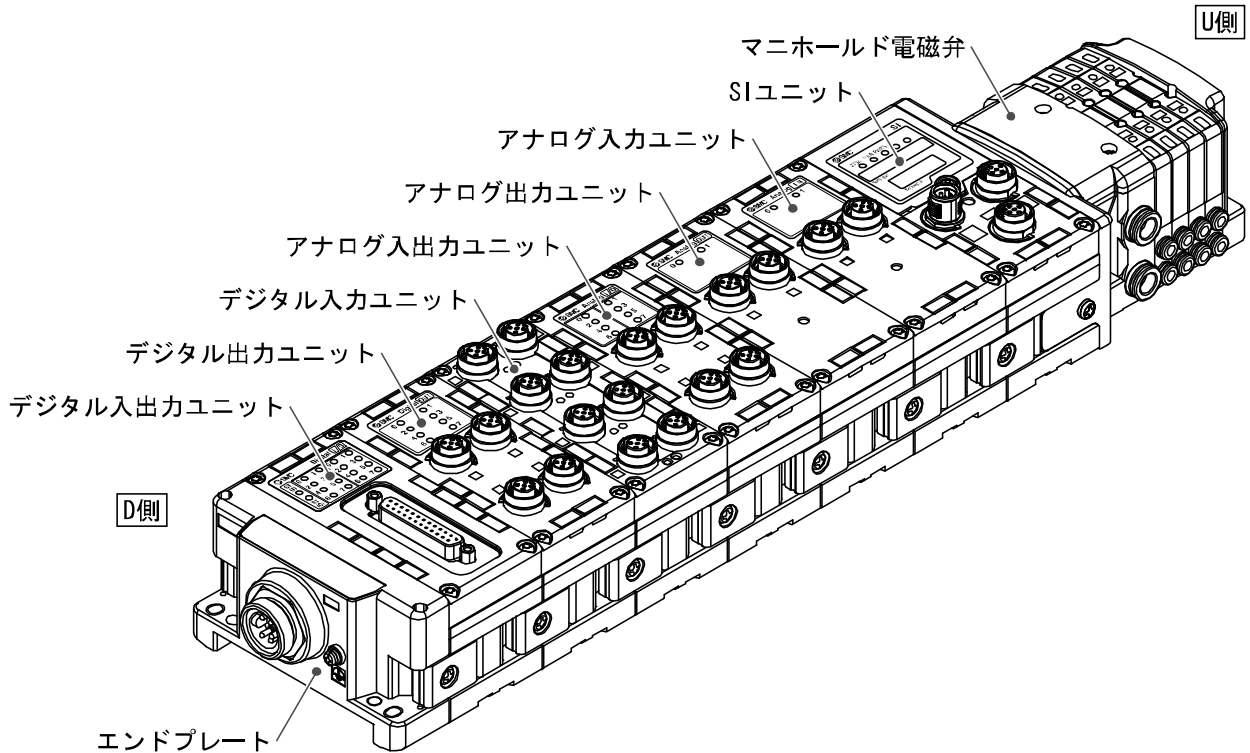 U側
マニホールド電磁弁
SIユニット
アナログ入力ユニット
アナログ出力ユニット
アナログ入出力ユニット
デジタル入力ユニット
デジタル出力ユニット
デジタル入出力ユニット
D側
エンドプレート